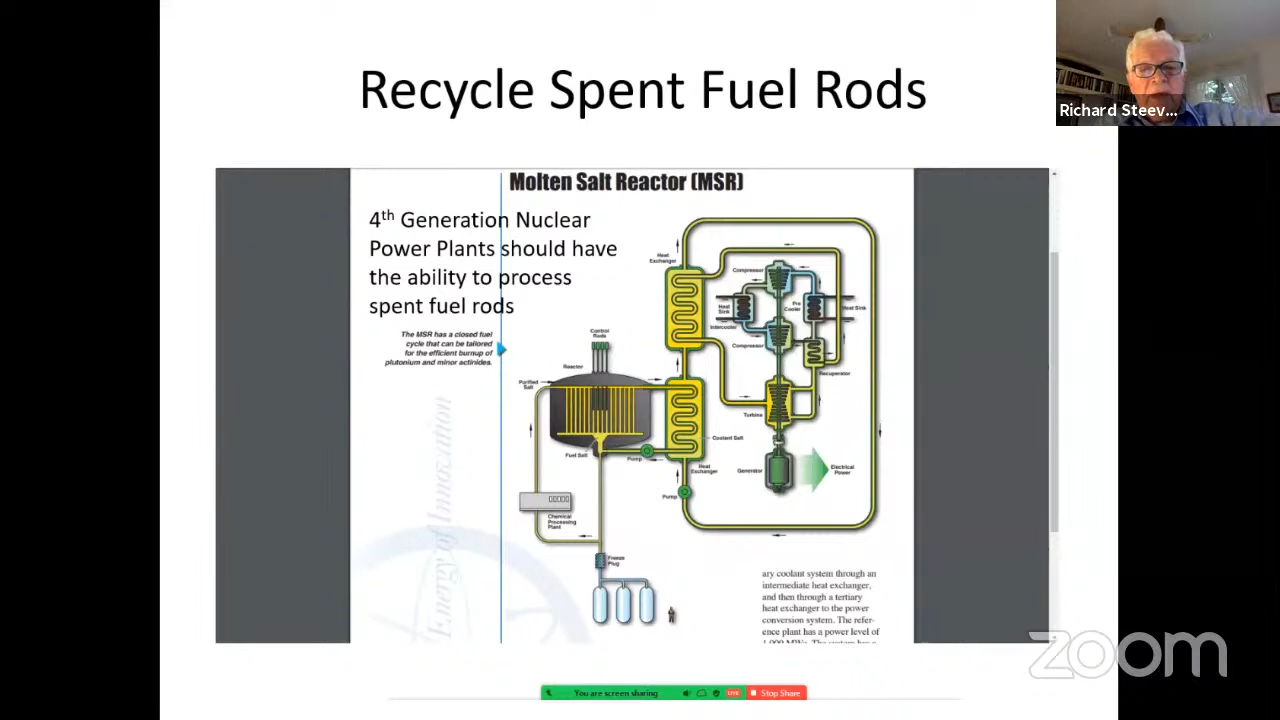 Recycle Spent Fuel Rods
Richard Steev...
Molten Salt Reactor (MSR)
4th Generation Nuclear
Power Plants should have
the ability to process
spent fuel rods
The MSR has a closed fuel
cycle that can be tailored
for the efficient burnup of
plutonium and minor actinides.
Control
Rods
Reactor
Purified
Salt
Fuel Salt
Pump
Chemical
Processing
Plant
Freeze
Plug
Heat
Exchanger
Coolant Salt
Heat
Exchanger
Pump
Compressor
Heat
Sink
Intercooler
Pre
Cooler
Heat Sink
Compressor
Recuperator
Turbine
Generator
Electrical
Power
Energy of Innovation
ary coolant system through an
intermediate heat exchanger,
and then through a tertiary
heat exchanger to the power
conversion system. The refer-
ence plant has a power level of
zoom
You are screen sharing
LIVE
Stop Share